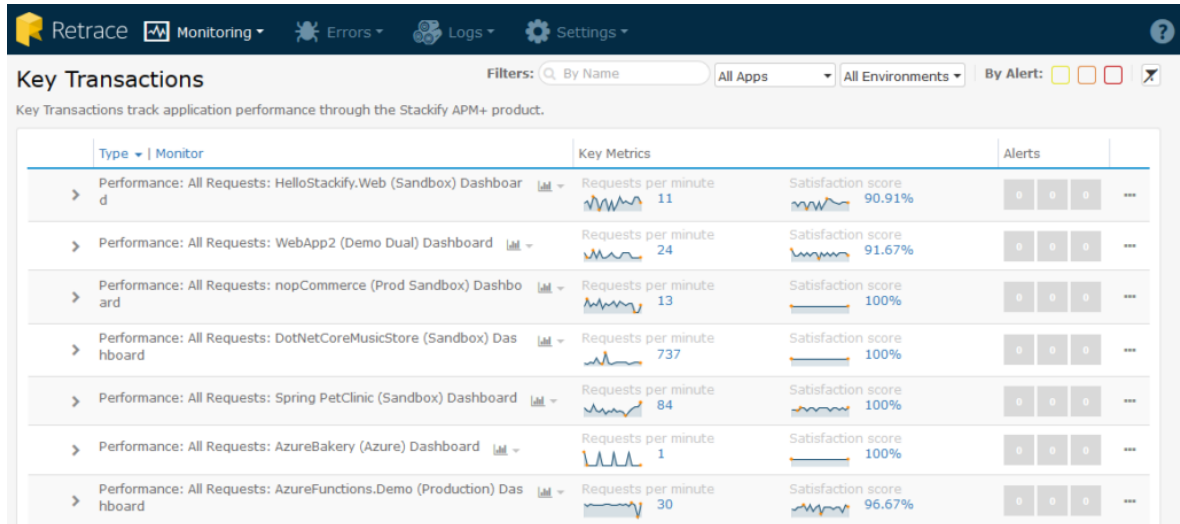 Retrace Monitoring Errors Logs Settings ?
Key Transactions Filters: By Name All Apps All Environments By Alert:
Key Transactions track application performance through the Stackify APM+ product.
Type | Monitor Key Metrics Alerts
Performance: All Requests: HelloStackify.Web (Sandbox) Dashboar Requests per minute Satisfaction score
d 11 90.91% 0 0 0
Requests per minute Satisfaction score
Performance: All Requests: WebApp2 (Demo Dual) Dashboard 24 91.67% 0 0 0
Performance: All Requests: nopCommerce (Prod Sandbox) Dashbo Requests per minute Satisfaction score
ard 13 100% 0 0 0
Performance: All Requests: DotNetCoreMusicStore (Sandbox) Das Requests per minute Satisfaction score
hboard 737 100% 0 0 0
Requests per minute Satisfaction score
Performance: All Requests: Spring PetClinic (Sandbox) Dashboard 84 100% 0 0 0
Requests per minute Satisfaction score
Performance: All Requests: AzureBakery (Azure) Dashboard 1 100% 0 0 0
Performance: All Requests: AzureFunctions.Demo (Production) Das Requests per minute Satisfaction score
hboard 30 96.67% 0 0 0